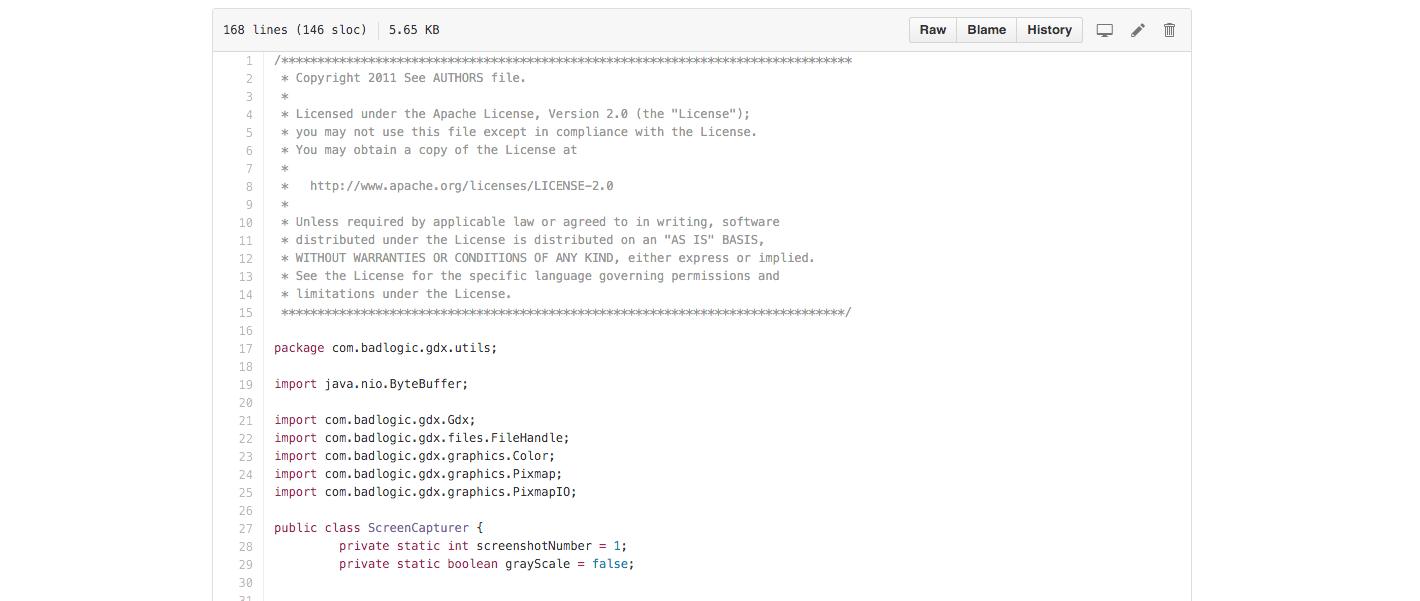 168 lines (146 sloc) 5.65 KB Raw Blame History
1 /*******************************************************************************
2 * Copyright 2011 See AUTHORS file.
3 *
4 * Licensed under the Apache License, Version 2.0 (the "License");
5 * you may not use this file except in compliance with the License.
6 * You may obtain a copy of the License at
7 *
8 *   http://www.apache.org/licenses/LICENSE-2.0
9 *
10 * Unless required by applicable law or agreed to in writing, software
11 * distributed under the License is distributed on an "AS IS" BASIS,
12 * WITHOUT WARRANTIES OR CONDITIONS OF ANY KIND, either express or implied.
13 * See the License for the specific language governing permissions and
14 * limitations under the License.
15 ******************************************************************************/
16
17 package com.badlogic.gdx.utils;
18
19 import java.nio.ByteBuffer;
20
21 import com.badlogic.gdx.Gdx;
22 import com.badlogic.gdx.files.FileHandle;
23 import com.badlogic.gdx.graphics.Color;
24 import com.badlogic.gdx.graphics.Pixmap;
25 import com.badlogic.gdx.graphics.PixmapIO;
26
27 public class ScreenCapturer {
28         private static int screenshotNumber = 1;
29         private static boolean grayScale = false;
30
31